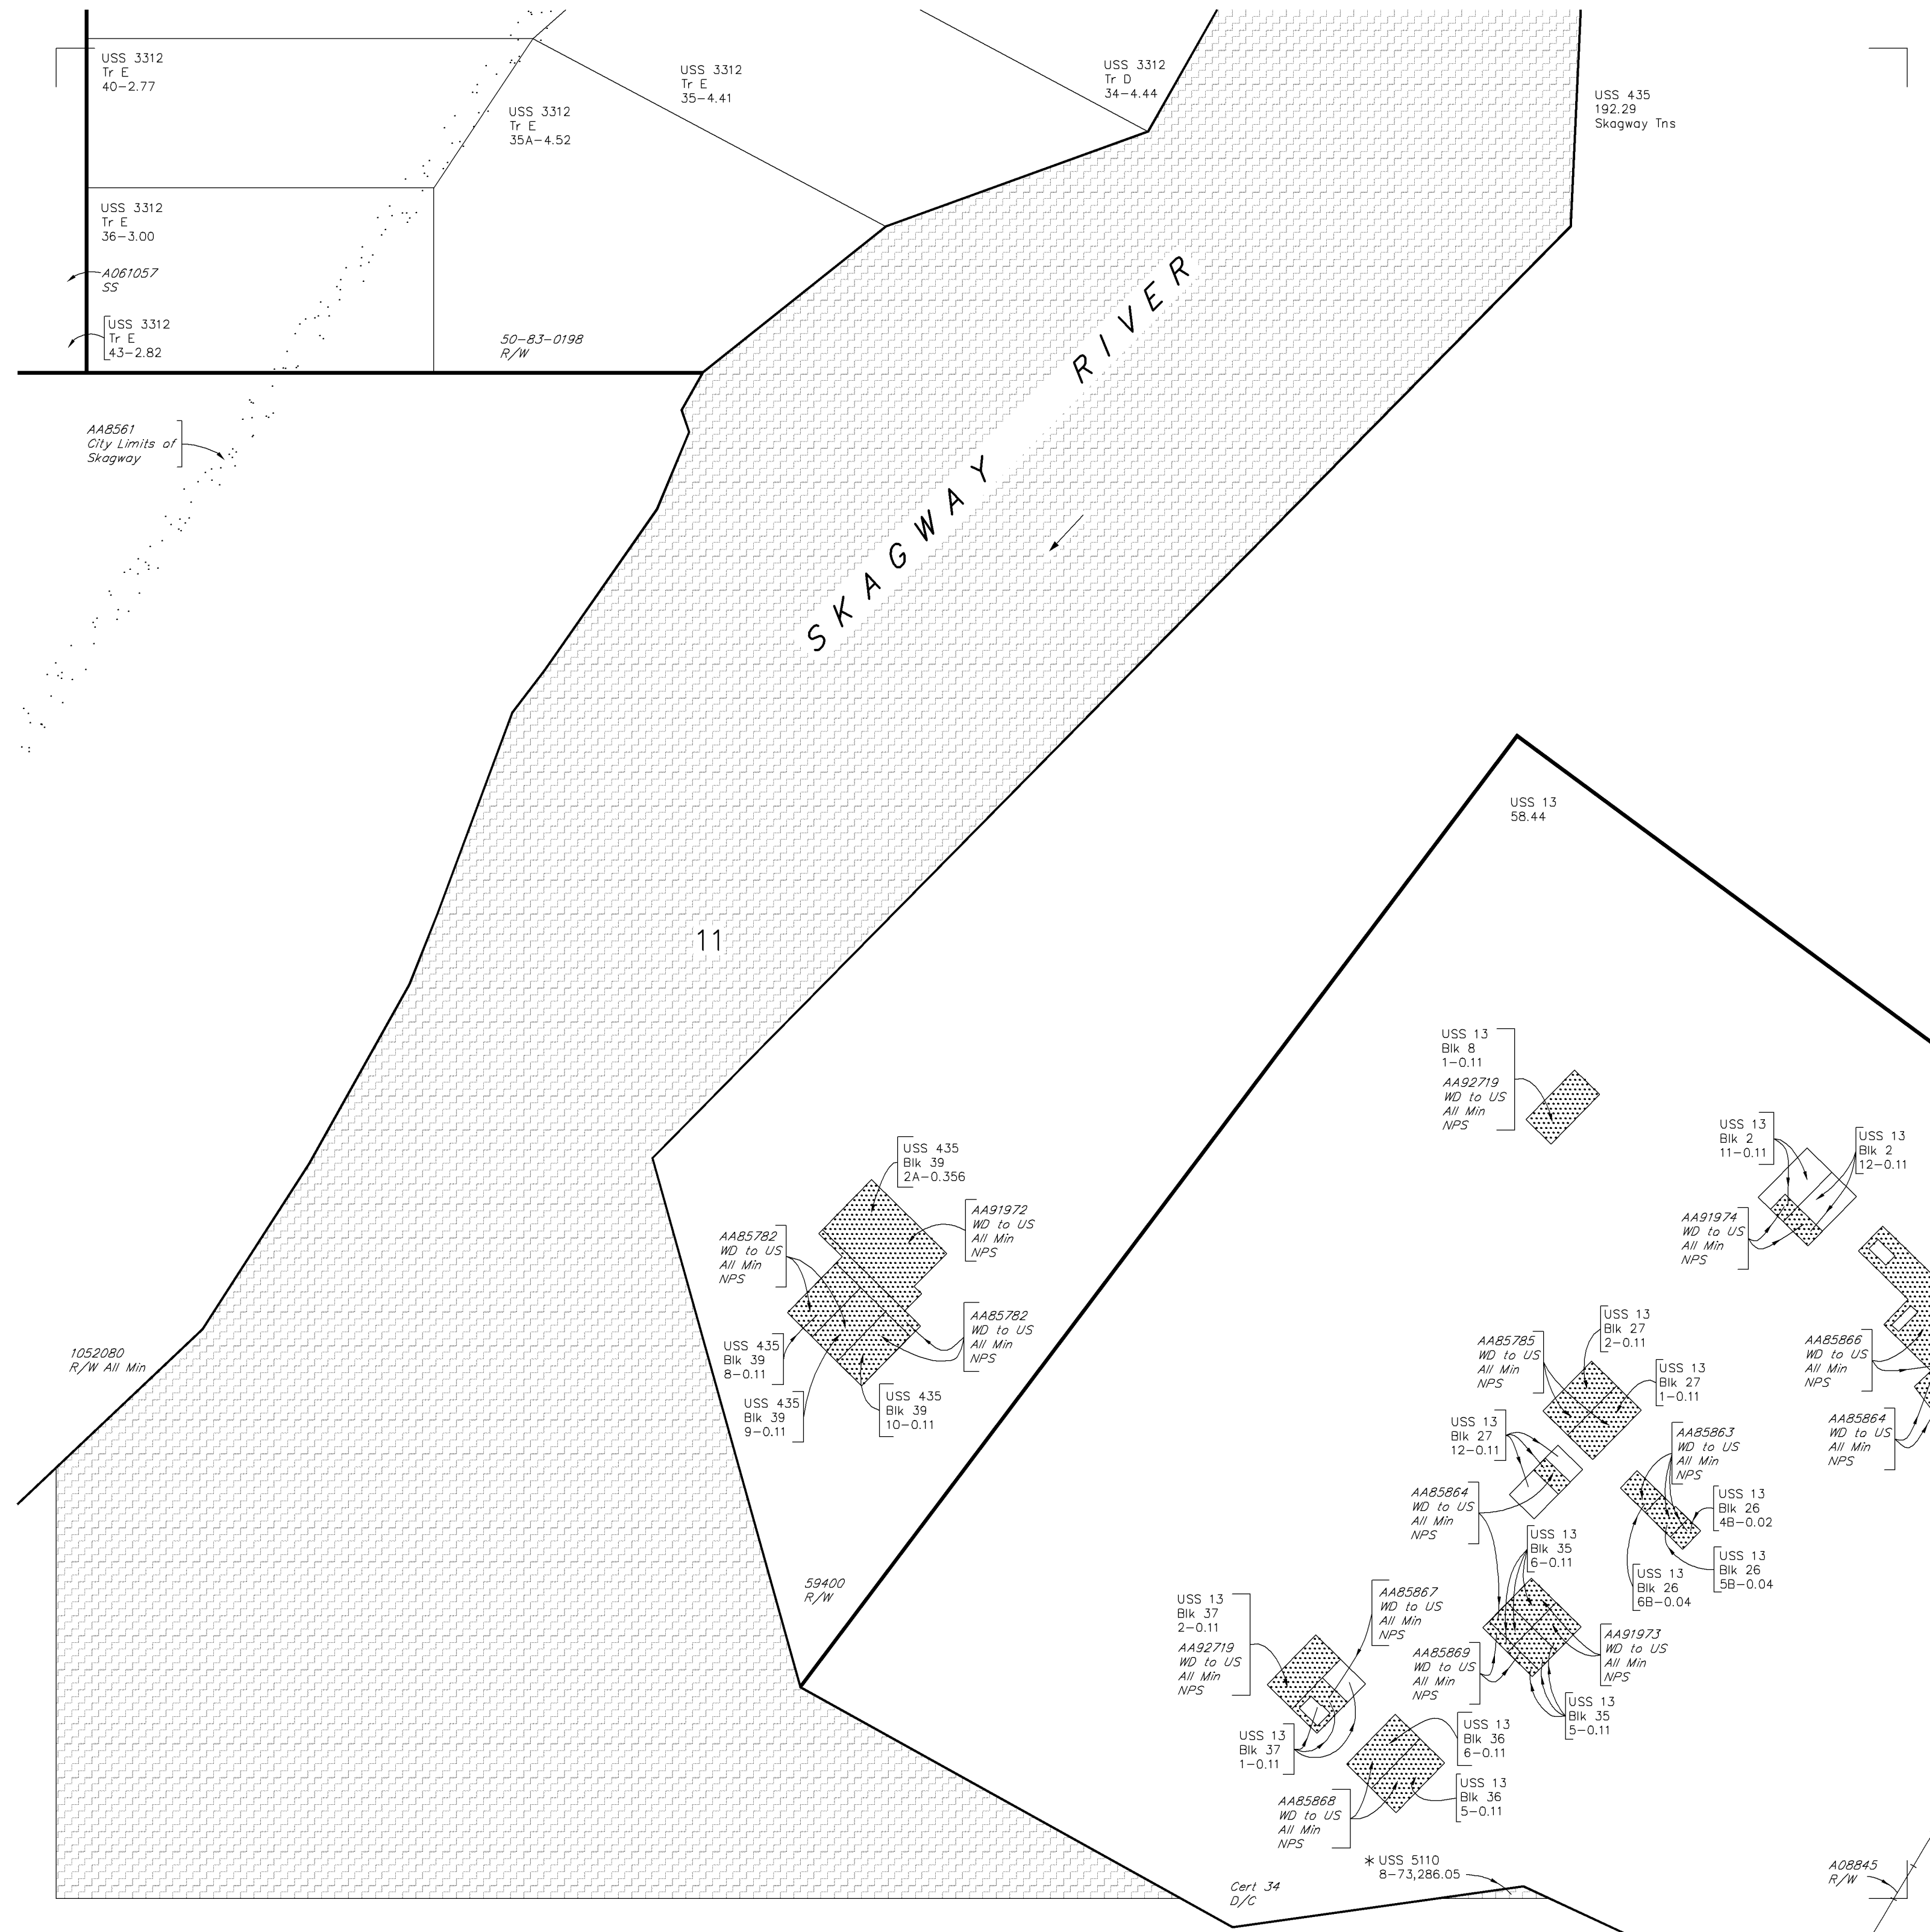 USS 3312
Tr E
40-2.77
USS 3312
Tr E
35A-4.52
USS 3312
Tr E
35-4.41
USS 3312
Tr D
34-4.44
USS 435
192.29
Skagway Tns
USS 3312
Tr E
36-3.00
A061057
SS
USS 3312
Tr E
43-2.82
50-83-0198
R/W
AA8561
City Limits of
Skagway
SKAGWAY RIVER
11
USS 13
58.44
USS 13
Blk 8
1-0.11
AA92719
WD to US
All Min
NPS
USS 13
Blk 2
11-0.11
USS 13
Blk 2
12-0.11
AA91974
WD to US
All Min
NPS
USS 435
Blk 39
2A-0.356
AA91972
WD to US
All Min
NPS
AA85782
WD to US
All Min
NPS
AA85782
WD to US
All Min
NPS
USS 435
Blk 39
8-0.11
USS 435
Blk 39
9-0.11
USS 435
Blk 39
10-0.11
1052080
R/W All Min
USS 13
Blk 27
2-0.11
AA85785
WD to US
All Min
NPS
USS 13
Blk 27
1-0.11
AA85866
WD to US
All Min
NPS
USS 13
Blk 27
12-0.11
AA85863
WD to US
All Min
NPS
AA85864
WD to US
All Min
NPS
AA85864
WD to US
All Min
NPS
USS 13
Blk 26
4B-0.02
USS 13
Blk 26
5B-0.04
USS 13
Blk 26
6B-0.04
USS 13
Blk 35
6-0.11
59400
R/W
USS 13
Blk 37
2-0.11
AA92719
WD to US
All Min
NPS
AA85867
WD to US
All Min
NPS
AA85869
WD to US
All Min
NPS
AA91973
WD to US
All Min
NPS
USS 13
Blk 35
5-0.11
USS 13
Blk 37
1-0.11
USS 13
Blk 36
6-0.11
USS 13
Blk 36
5-0.11
AA85868
WD to US
All Min
NPS
* USS 5110
8-73,286.05
Cert 34
D/C
A08845
R/W